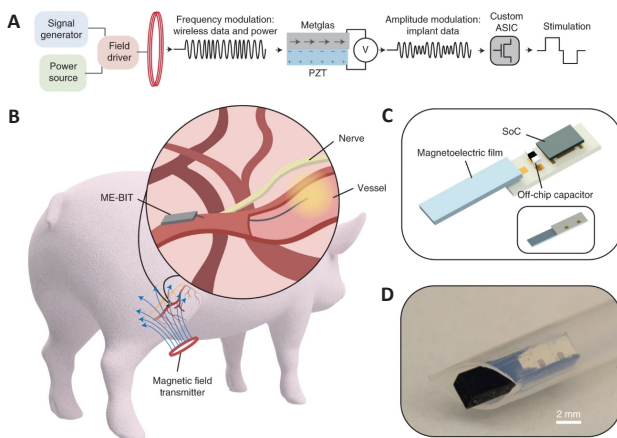 A
Signal
generator
Power
source
Field
driver
Frequency modulation:
wireless data and power
Metglas
PZT
V
Amplitude modulation:
implant data
Custom
ASIC
Stimulation
B
Nerve
Vessel
ME-BIT
Magnetic field
transmitter
C
SoC
Magnetoelectric film
Off-chip capacitor
D
2 mm